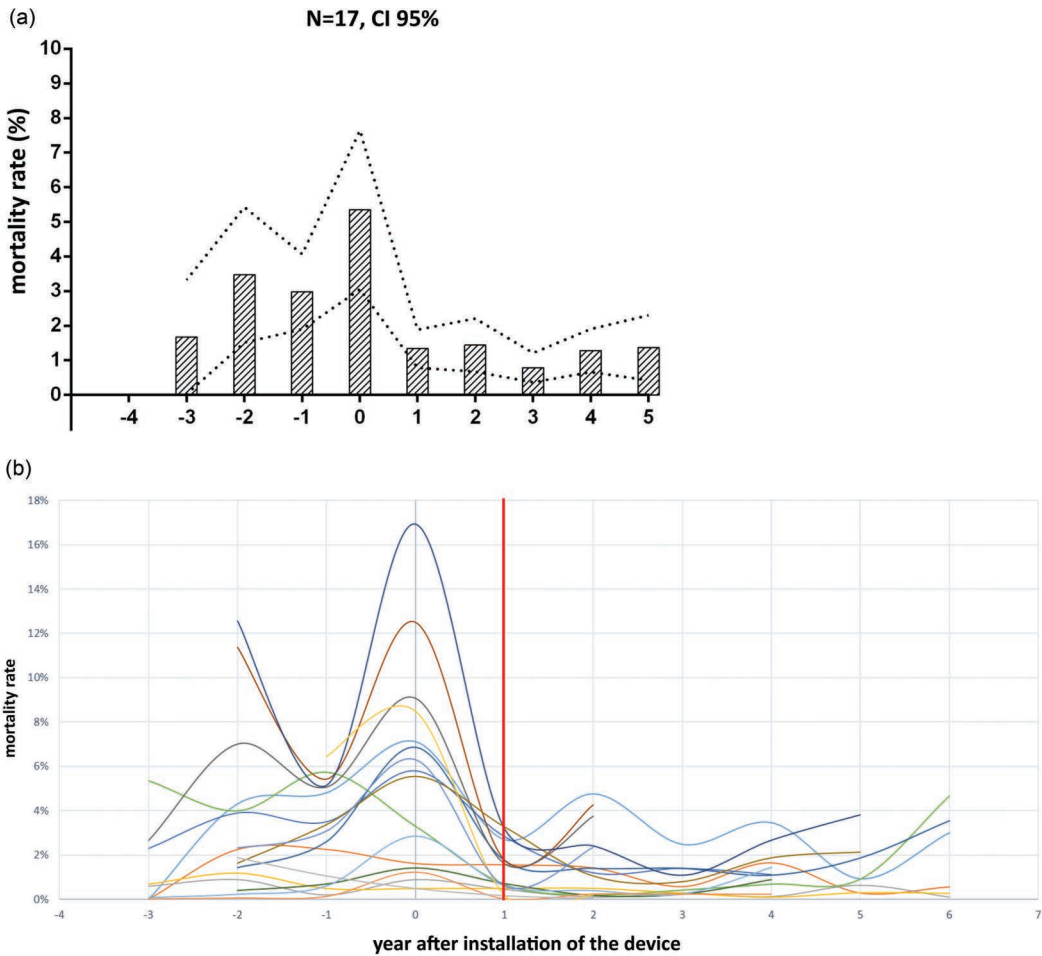 (a)
N=17, CI 95%
mortality rate (%)
10
9
8
7
6
5
4
3
2
1
0
-4 -3 -2 -1 0 1 2 3 4 5
(b)
mortality rate
18%
16%
14%
12%
10%
8%
6%
4%
2%
0%
-4 -3 -2 -1 0 1 2 3 4 5 6 7
year after installation of the device